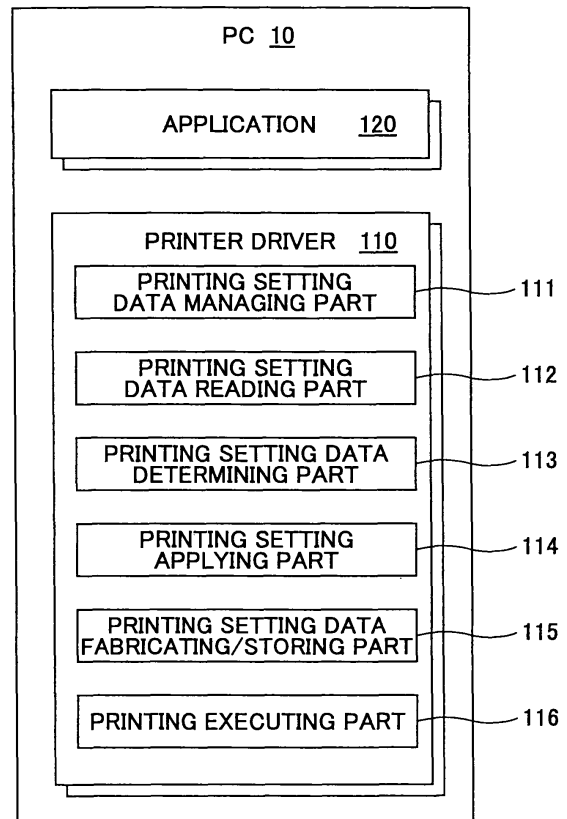 PC 10
APPLICATION 120
PRINTER DRIVER 110
PRINTING SETTING
DATA MANAGING PART
111
PRINTING SETTING
DATA READING PART
112
PRINTING SETTING DATA
DETERMINING PART
113
PRINTING SETTING
APPLYING PART
114
PRINTING SETTING DATA
FABRICATING/STORING PART
115
PRINTING EXECUTING PART
116